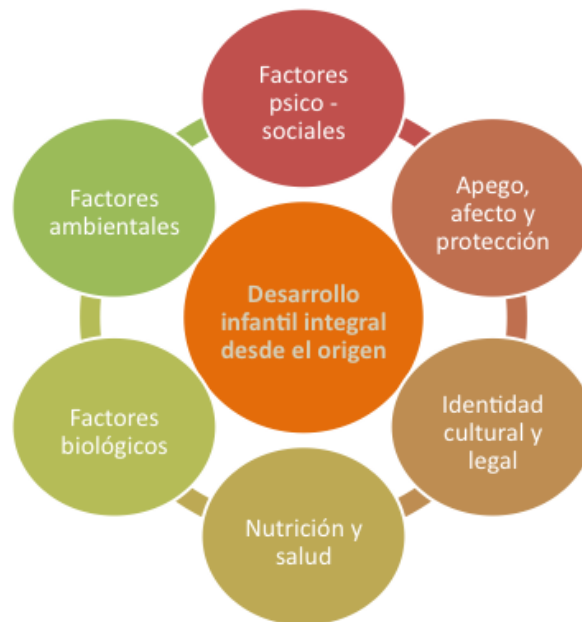 Factores
psico -
sociales
Apego,
afecto y
protección
Identidad
cultural y
legal
Nutrición y
salud
Factores
biológicos
Factores
ambientales
Desarrollo
infantil integral
desde el origen